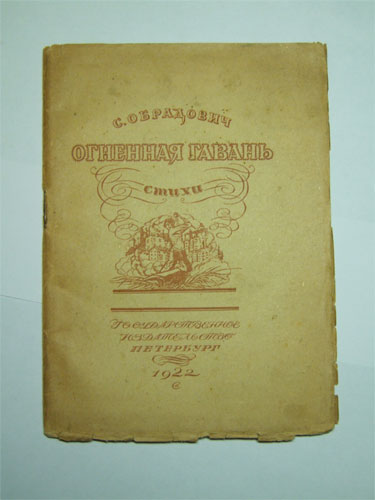 С. ОБРАДОВИЧ
ОГНЕННАЯ ГАВАНЬ
СТИХИ
ГОСУДАРСТВЕННОЕ
ИЗДАТЕЛЬСТВО
ПЕТЕРБУРГ
1922